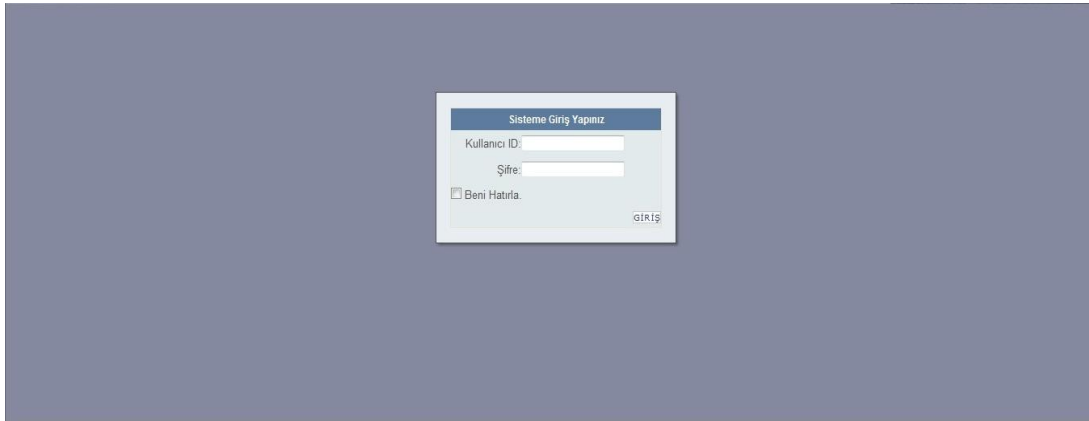 Sisteme Giriş Yapınız
Kullanıcı ID:
Şifre:
Beni Hatırla.
GİRİŞ